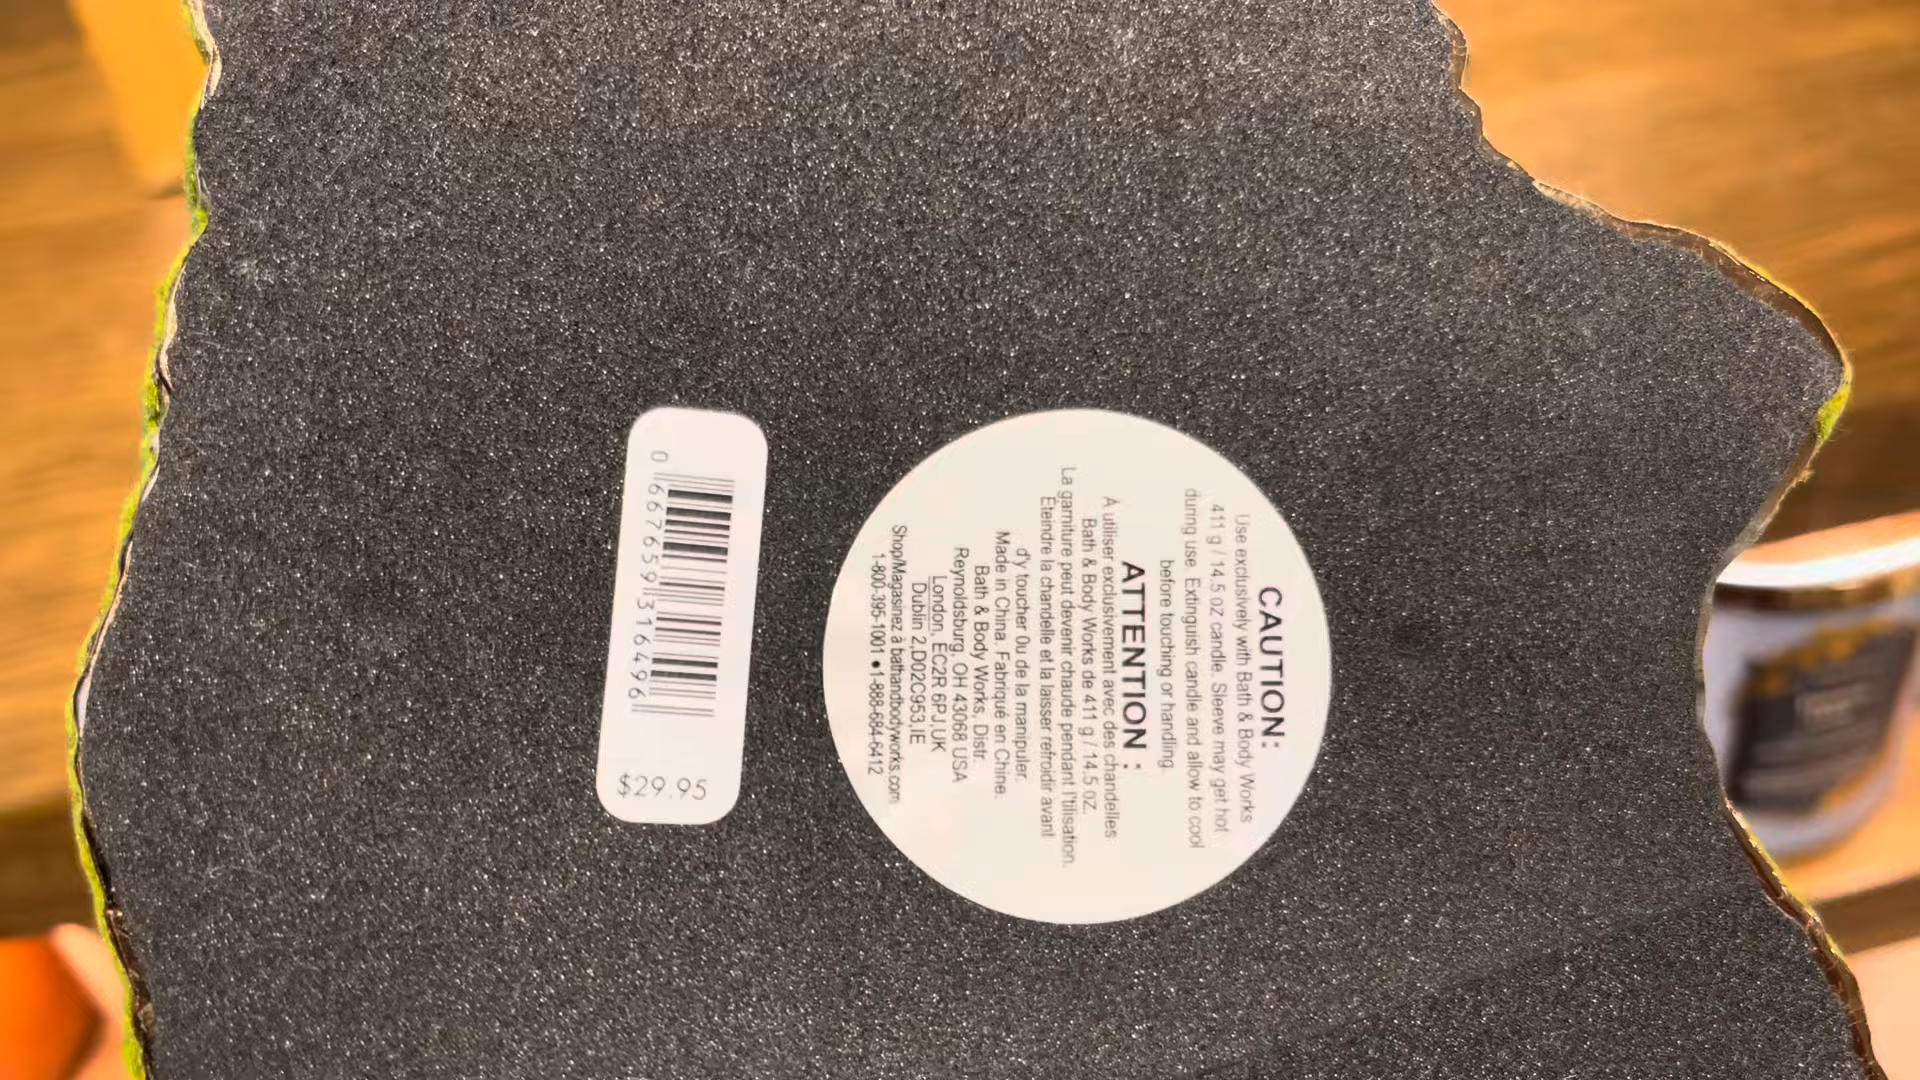 CAUTION:
Use exclusively with Bath & Body Works
411 g / 14.5 oz candle. Sleeve may get hot
during use. Extinguish candle and allow to cool
before touching or handling.
ATTENTION :
À utiliser exclusivement avec des chandelles
Bath & Body Works de 411 g / 14.5 OZ.
La garniture peut devenir chaude pendant l'tilisation.
Éteindre la chandelle et la laisser refroidir avant
d'y toucher 0u de la manipuler.
Made in China. Fabriqué en Chine.
Bath & Body Works, Distr.
Reynoldsburg, OH 43068 USA
London, EC2R 6PJ,UK
Dublin 2,D02C953,IE
Shop/Magasinez à bathandbodyworks.com
1-800-395-1001 • 1-888-684-6412
0 667659316496
$29.95